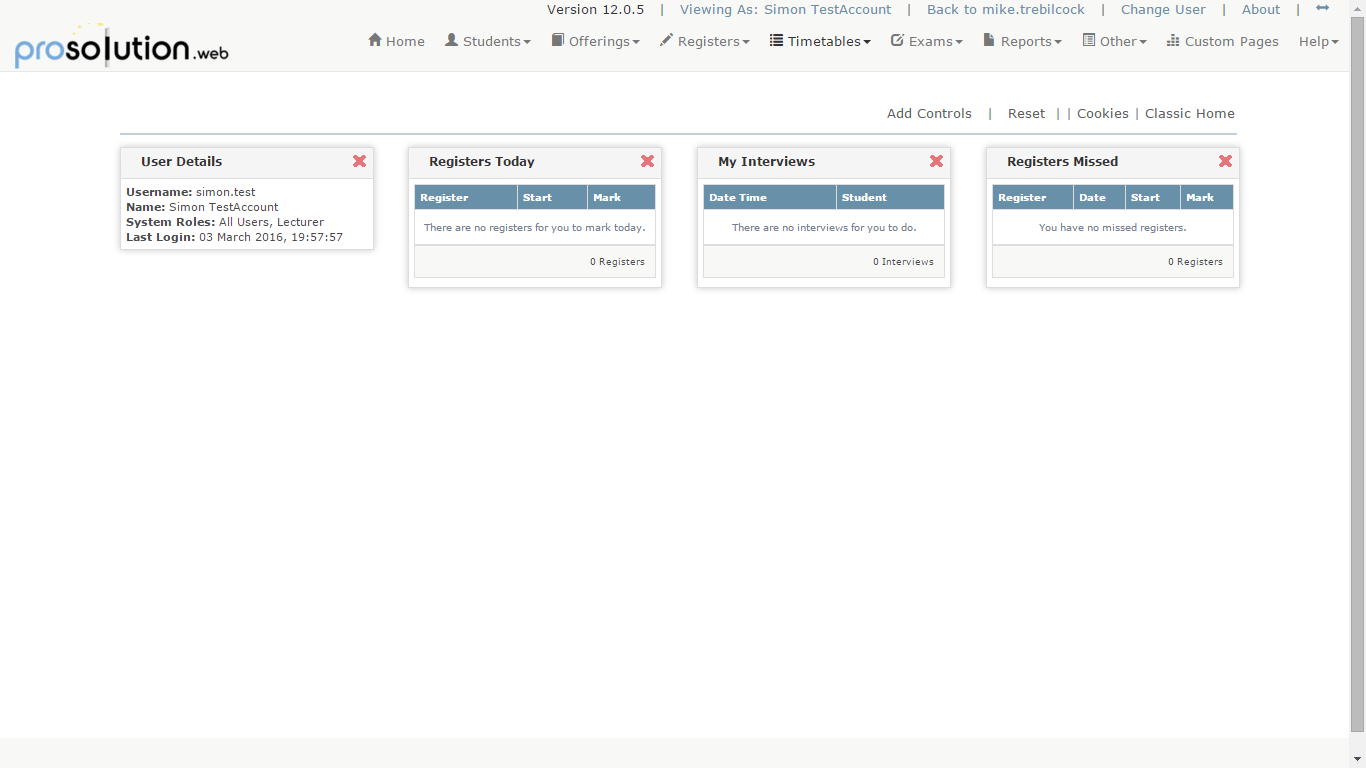 Version 12.0.5 | Viewing As: Simon TestAccount | Back to mike.trebilcock | Change User | About |
prosolution.web
Home Students Offerings Registers Timetables Exams Reports Other Custom Pages Help
Add Controls | Reset | | Cookies | Classic Home
User Details
Username: simon.test
Name: Simon TestAccount
System Roles: All Users, Lecturer
Last Login: 03 March 2016, 19:57:57
Registers Today
Register Start Mark
There are no registers for you to mark today.
0 Registers
My Interviews
Date Time Student
There are no interviews for you to do.
0 Interviews
Registers Missed
Register Date Start Mark
You have no missed registers.
0 Registers